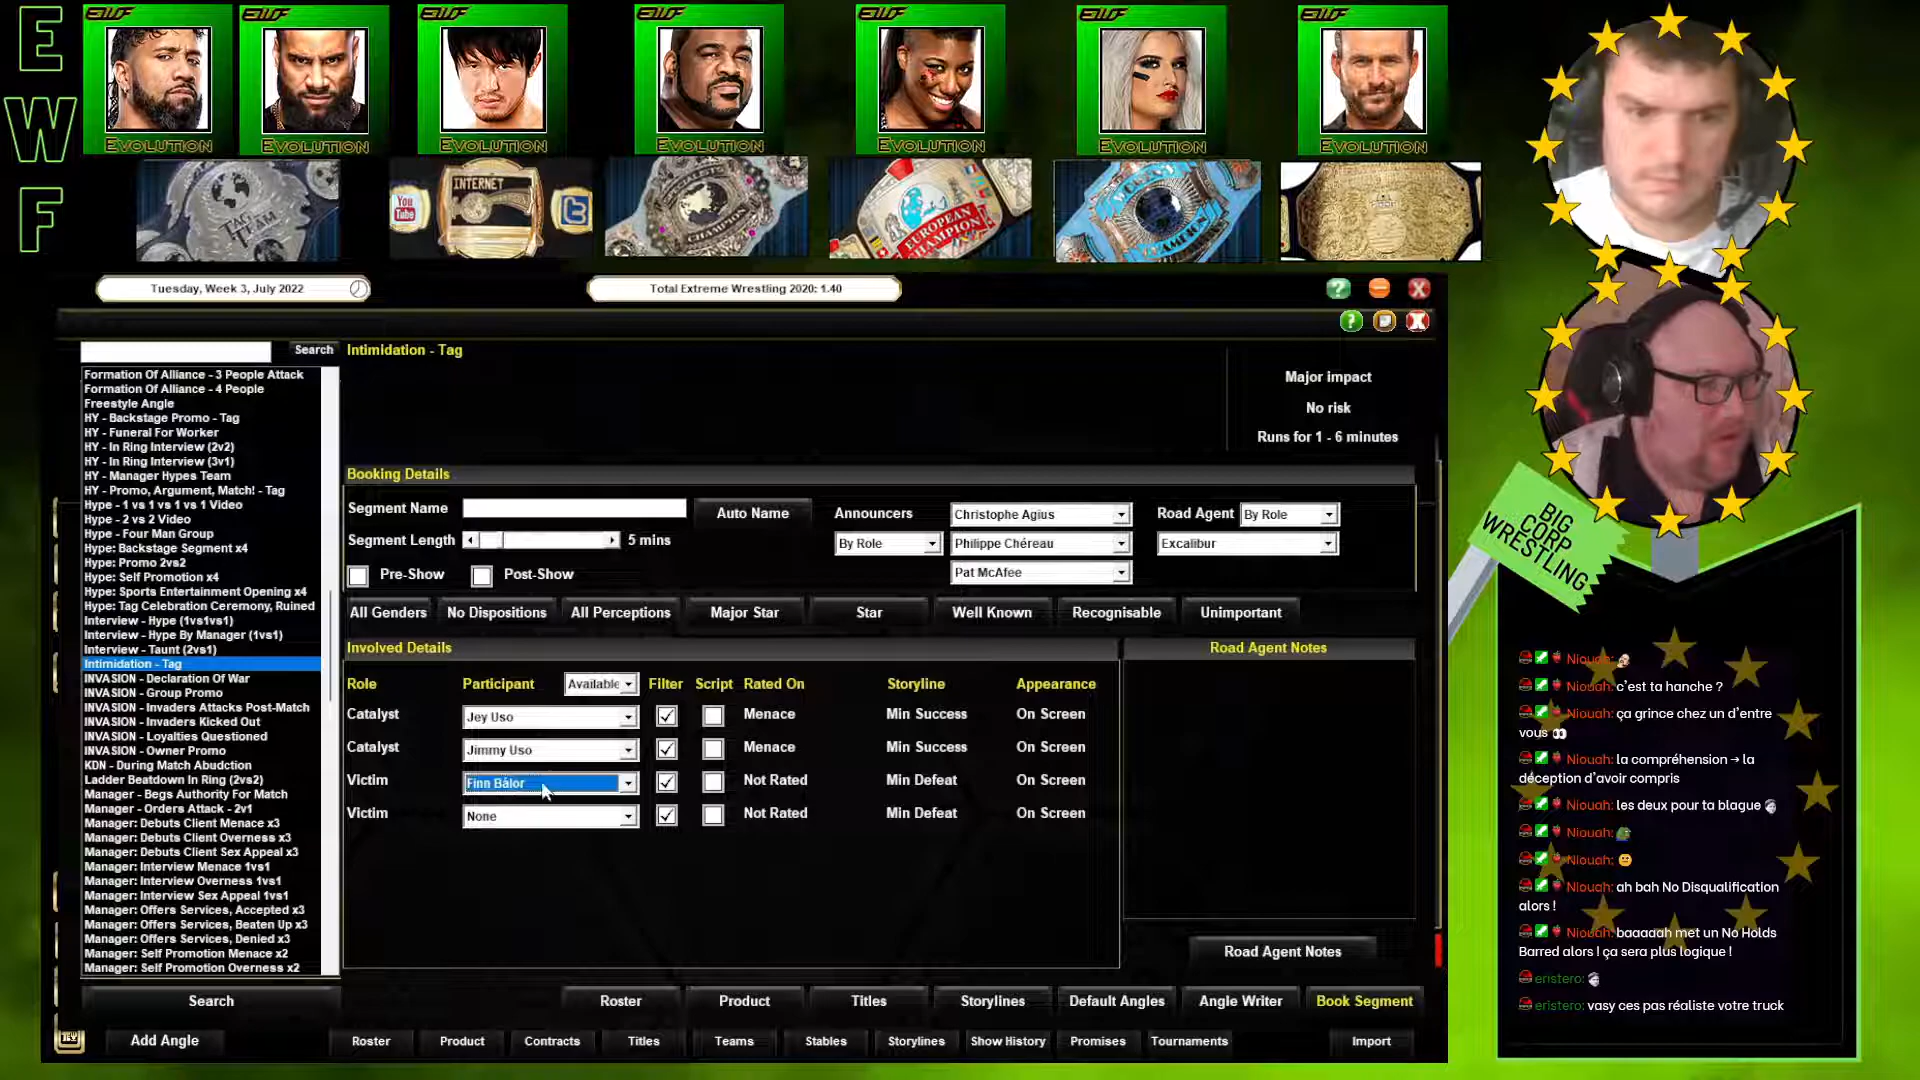 E
W
F
EWF
EWF
EWF
EWF
EWF
EWF
EWF
EVOLUTION
EVOLUTION
EVOLUTION
EVOLUTION
EVOLUTION
EVOLUTION
EVOLUTION
TAG TEAM
INTERNET
You Tube
CHAMPION
EUROPEAN CHAMPION
Tuesday, Week 3, July 2022
Total Extreme Wrestling 2020: 1.40
Search
Intimidation - Tag
Formation Of Alliance - 3 People Attack
Formation Of Alliance - 4 People
Freestyle Angle
HY - Backstage Promo - Tag
HY - Funeral For Worker
HY - In Ring Interview (2v2)
HY - In Ring Interview (3v1)
HY - Manager Hypes Team
HY - Promo, Argument, Match! - Tag
Hype - 1 vs 1 vs 1 vs 1 Video
Hype - 2 vs 2 Video
Hype - Four Man Group
Hype: Backstage Segment x4
Hype: Promo 2vs2
Hype: Self Promotion x4
Hype: Sports Entertainment Opening x4
Hype: Tag Celebration Ceremony, Ruined
Interview - Hype (1vs1vs1)
Interview - Hype By Manager (1vs1)
Interview - Taunt (2vs1)
Intimidation - Tag
INVASION - Declaration Of War
INVASION - Group Promo
INVASION - Invaders Attacks Post-Match
INVASION - Invaders Kicked Out
INVASION - Loyalties Questioned
INVASION - Owner Promo
KDN - During Match Abudction
Ladder Beatdown In Ring (2vs2)
Manager - Begs Authority For Match
Manager - Orders Attack - 2v1
Manager: Debuts Client Menace x3
Manager: Debuts Client Overness x3
Manager: Debuts Client Sex Appeal x3
Manager: Interview Menace 1vs1
Manager: Interview Overness 1vs1
Manager: Interview Sex Appeal 1vs1
Manager: Offers Services, Accepted x3
Manager: Offers Services, Beaten Up x3
Manager: Offers Services, Denied x3
Manager: Self Promotion Menace x2
Manager: Self Promotion Overness x2
Search
Add Angle
Major impact
No risk
Runs for 1 - 6 minutes
Booking Details
Segment Name
Auto Name
Announcers
Christophe Agius
Road Agent
By Role
Segment Length
5 mins
By Role
Philippe Chéreau
Excalibur
Pre-Show
Post-Show
Pat McAfee
All Genders
No Dispositions
All Perceptions
Major Star
Star
Well Known
Recognisable
Unimportant
Involved Details
Road Agent Notes
Role
Participant
Available
Filter
Script
Rated On
Storyline
Appearance
Catalyst
Jey Uso
Menace
Min Success
On Screen
Catalyst
Jimmy Uso
Menace
Min Success
On Screen
Victim
Finn Bálor
Not Rated
Min Defeat
On Screen
Victim
None
Not Rated
Min Defeat
On Screen
Road Agent Notes
Roster
Product
Titles
Storylines
Default Angles
Angle Writer
Book Segment
Roster
Product
Contracts
Titles
Teams
Stables
Storylines
Show History
Promises
Tournaments
Import
BIG
CORP
WRESTLING
Niouah:
Niouah: c'est ta hanche ?
Niouah: ça grince chez un d'entre
vous
Niouah: la compréhension → la
déception d'avoir compris
Niouah: les deux pour ta blague
Niouah:
Niouah:
Niouah: ah bah No Disqualification
alors !
Niouah: baaaaah met un No Holds
Barred alors ! ça sera plus logique !
eristero:
eristero: vasy ces pas réaliste votre truck